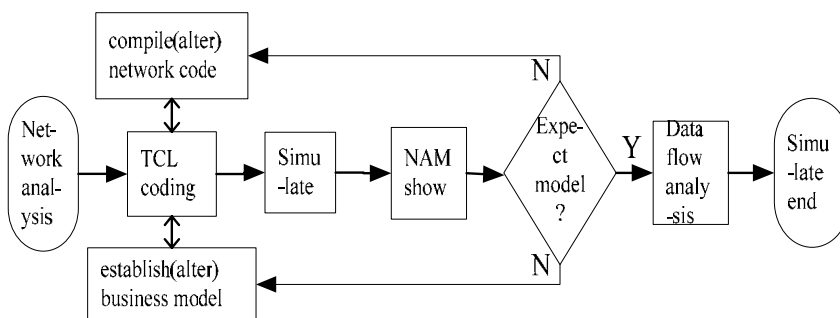 compile(alter)
network code
N
Net-
work
anal-
ysis
TCL
coding
Simu
-late
NAM
show
Expe-
ct
model
?
Y
Data
flow
analy
-sis
Simu
-late
end
N
establish(alter)
business model